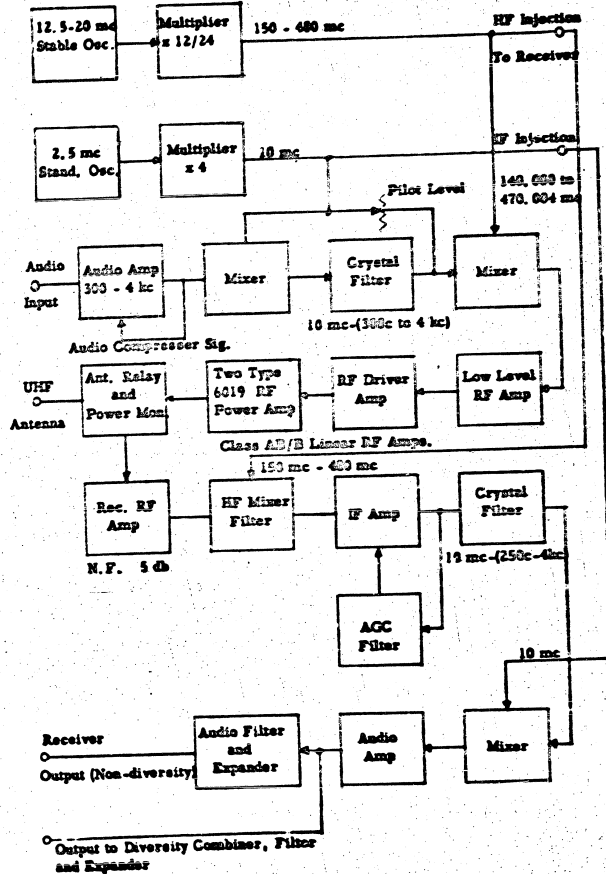 12.5-20 mc
Stable Osc.
Multiplier
x 12/24
150 - 480 mc
HF Injection
To Receiver
2.5 mc
Stand. Osc.
Multiplier
x 4
10 mc
IF Injection
Pilot Level
140.000 to
470.004 mc
Audio
Input
Audio Amp
300 - 4 kc
Mixer
Crystal
Filter
Mixer
10 mc-(300c to 4 kc)
Audio Compresser Sig.
UHF
Antenna
Ant. Relay
and
Power Mon.
Two Type
6019 RF
Power Amp
RF Driver
Amp
Low Level
RF Amp
Class AB/B Linear RF Amps.
150 mc - 480 mc
Rec. RF
Amp
N.F. 5 db
HF Mixer
Filter
IF Amp
Crystal
Filter
10 mc-(250c-4kc)
AGC
Filter
10 mc
Receiver
Output (Non-diversity)
Audio Filter
and
Expander
Audio
Amp
Mixer
Output to Diversity Combiner, Filter
and Expander